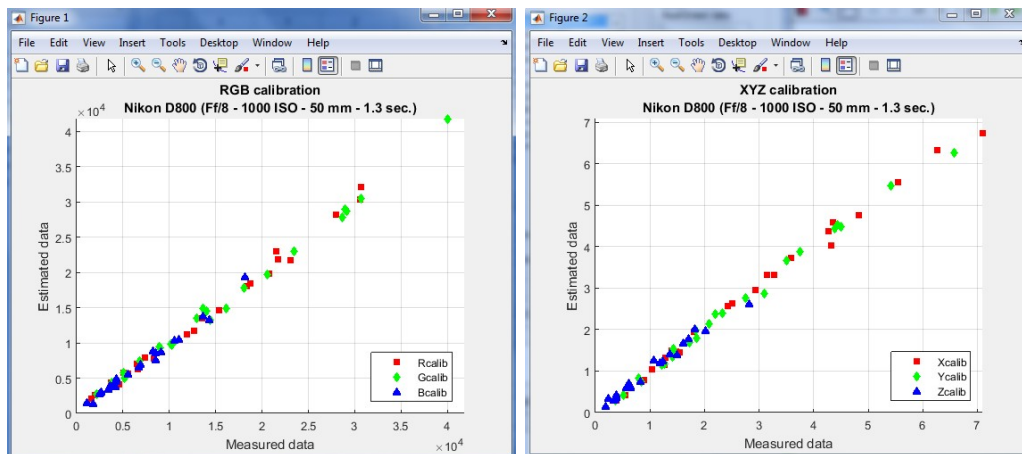 Figure 1
File Edit View Insert Tools Desktop Window Help
RGB calibration
Nikon D800 (Ff/8 - 1000 ISO - 50 mm - 1.3 sec.)
× 10^4
4
3.5
3
2.5
2
1.5
1
0.5
0
Estimated data
0 0.5 1 1.5 2 2.5 3 3.5 4
× 10^4
Measured data
Rcalib
Gcalib
Bcalib
Figure 2
File Edit View Insert Tools Desktop Window Help
XYZ calibration
Nikon D800 (Ff/8 - 1000 ISO - 50 mm - 1.3 sec.)
7
6
5
4
3
2
1
0
Estimated data
0 1 2 3 4 5 6 7
Measured data
Xcalib
Ycalib
Zcalib